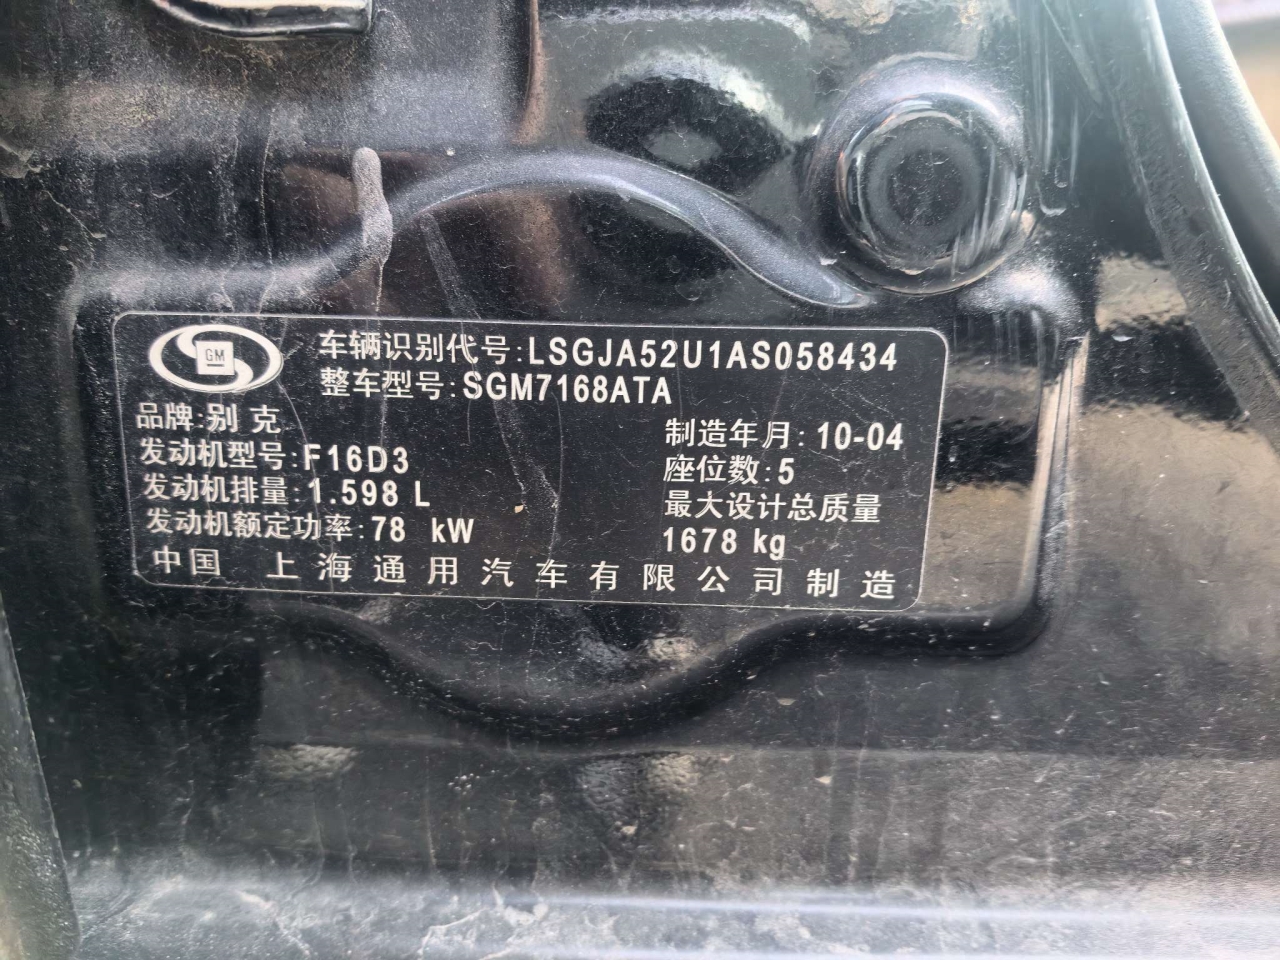 GM
车辆识别代号:LSGJA52U1AS058434
整车型号:SGM7168ATA
品牌:别克
发动机型号:F16D3
制造年月:10-04
发动机排量:1.598 L
座位数:5
发动机额定功率:78 kW
最大设计总质量
1678 kg
中国 上海通用汽车有限公司制造